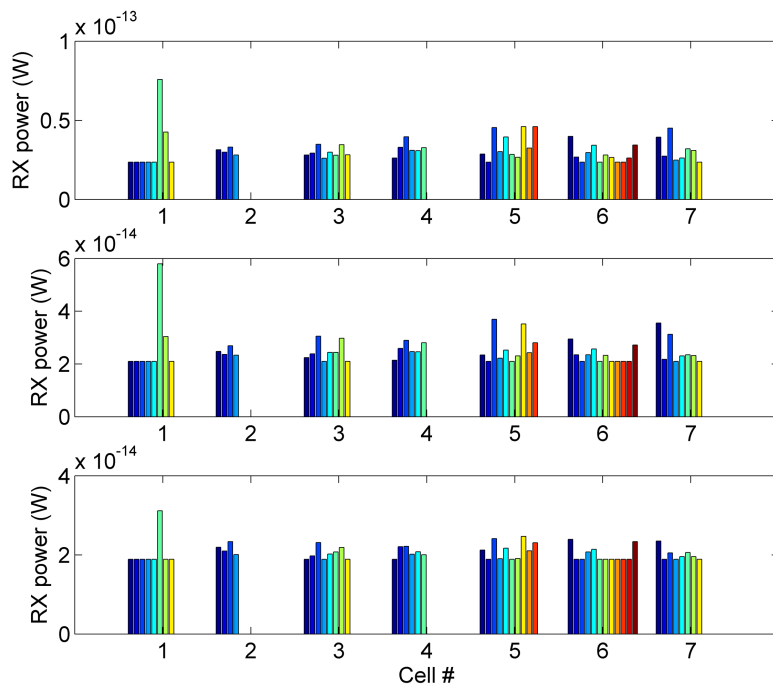 x 10-13
1
0.5
0
RX power (W)
1 2 3 4 5 6 7
x 10-14
6
4
2
0
RX power (W)
1 2 3 4 5 6 7
x 10-14
4
2
0
RX power (W)
1 2 3 4 5 6 7
Cell #